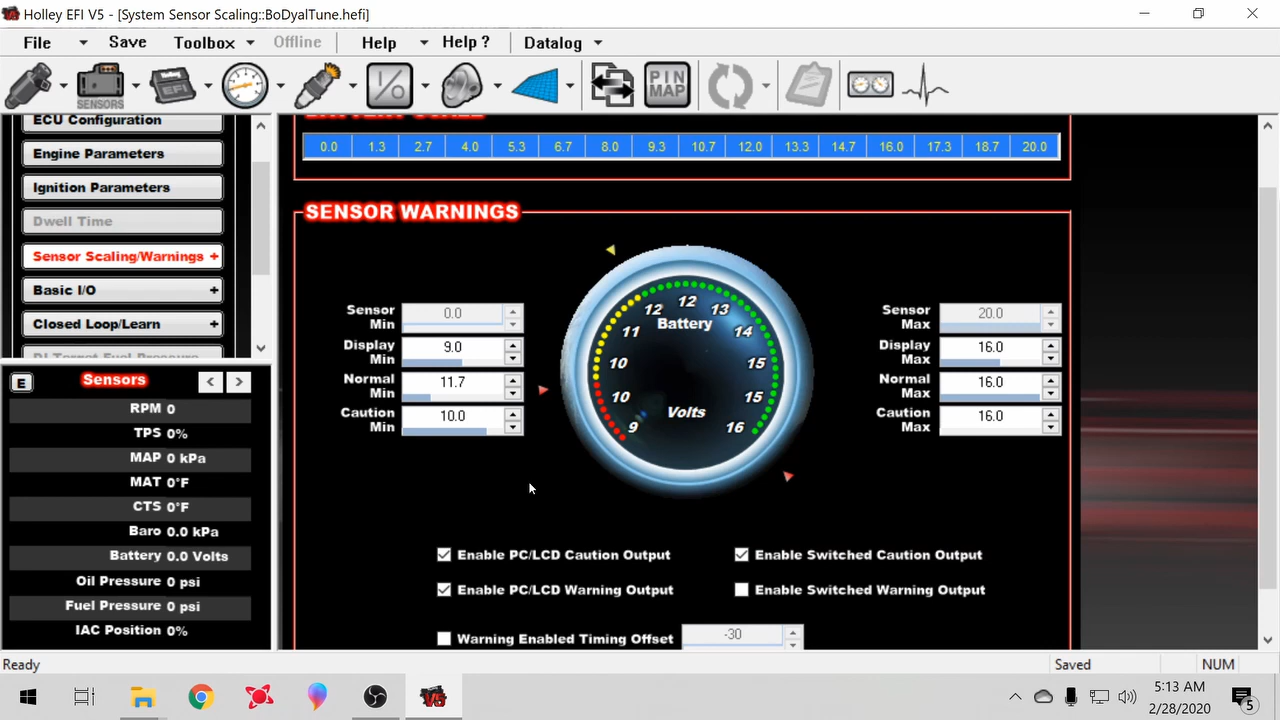 Holley EFI V5 - [System Sensor Scaling::BoDyalTune.hefi]
File Save Toolbox Offline Help Help ? Datalog
SENSORS
Holley
EFI
I/O
PIN
MAP
ECU Configuration
Engine Parameters
Ignition Parameters
Dwell Time
Sensor Scaling/Warnings +
Basic I/O +
Closed Loop/Learn +
E Sensors < >
RPM 0
TPS 0%
MAP 0 kPa
MAT 0°F
CTS 0°F
Baro 0.0 kPa
Battery 0.0 Volts
Oil Pressure 0 psi
Fuel Pressure 0 psi
IAC Position 0%
0.0 1.3 2.7 4.0 5.3 6.7 8.0 9.3 10.7 12.0 13.3 14.7 16.0 17.3 18.7 20.0
SENSOR WARNINGS
Sensor Min 0.0
Display Min 9.0
Normal Min 11.7
Caution Min 10.0
9 10 10 11 12 12 13 14 15 15 16
Battery
Volts
Sensor Max 20.0
Display Max 16.0
Normal Max 16.0
Caution Max 16.0
Enable PC/LCD Caution Output
Enable Switched Caution Output
Enable PC/LCD Warning Output
Enable Switched Warning Output
Warning Enabled Timing Offset -30
Ready Saved NUM
V5
5:13 AM
2/28/2020
5